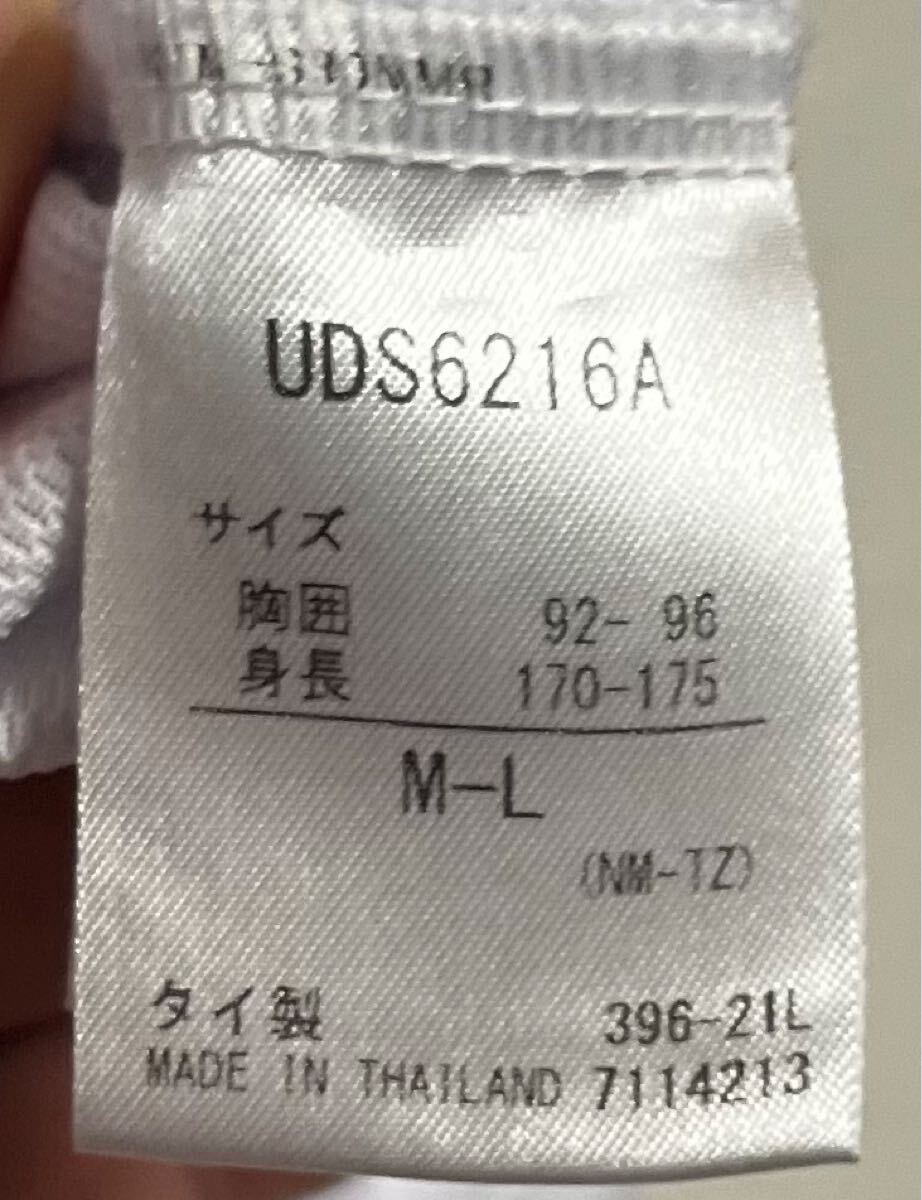 UDS6216A
サイズ
胸囲 92- 96
身長 170-175
M-L
(NM-TZ)
タイ製 396-21L
MADE IN THAILAND 7114213